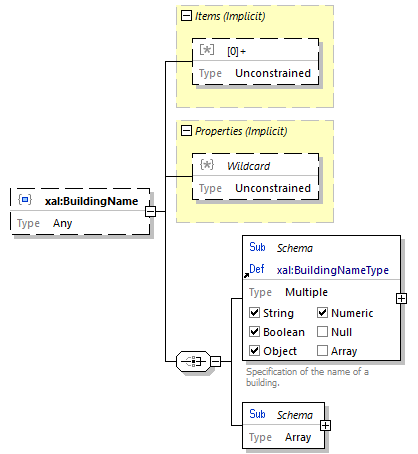 Items (Implicit)
[*] [0]+
Type Unconstrained
Properties (Implicit)
{*} Wildcard
Type Unconstrained
xal:BuildingName
Type Any
Sub Schema
Def xal:BuildingNameType
Type Multiple
String Numeric
Boolean Null
Object Array
Specification of the name of a
building.
Sub Schema
Type Array